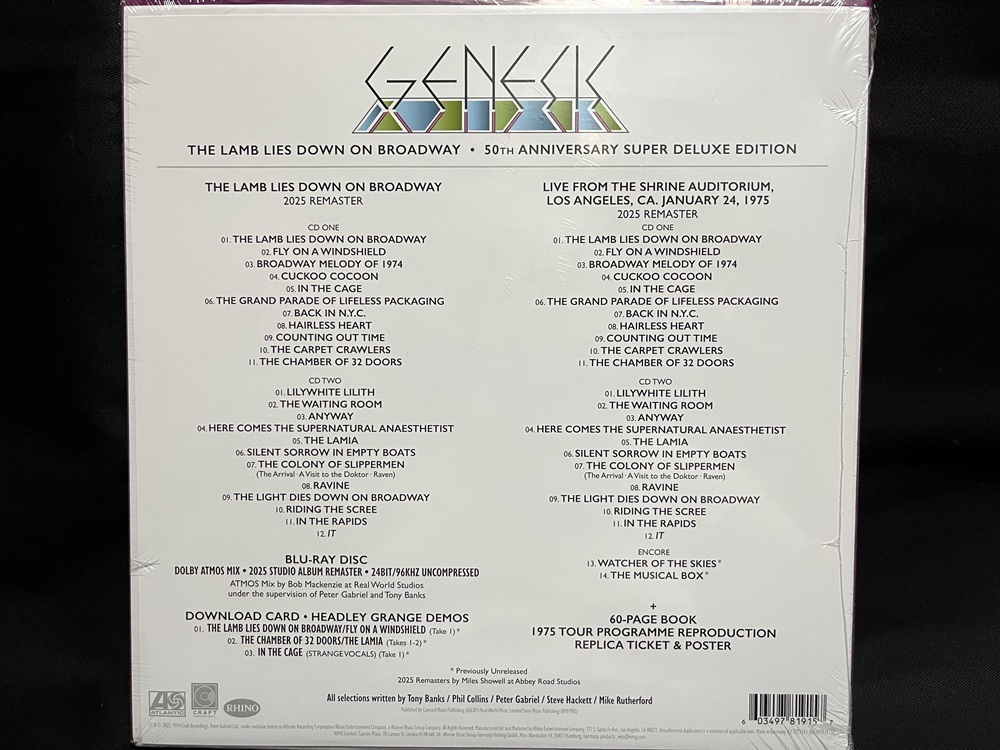 GENESIS
THE LAMB LIES DOWN ON BROADWAY • 50TH ANNIVERSARY SUPER DELUXE EDITION
THE LAMB LIES DOWN ON BROADWAY
2025 REMASTER
CD ONE
01. THE LAMB LIES DOWN ON BROADWAY
02. FLY ON A WINDSHIELD
03. BROADWAY MELODY OF 1974
04. CUCKOO COCOON
05. IN THE CAGE
06. THE GRAND PARADE OF LIFELESS PACKAGING
07. BACK IN N.Y.C.
08. HAIRLESS HEART
09. COUNTING OUT TIME
10. THE CARPET CRAWLERS
11. THE CHAMBER OF 32 DOORS
CD TWO
01. LILYWHITE LILITH
02. THE WAITING ROOM
03. ANYWAY
04. HERE COMES THE SUPERNATURAL ANAESTHETIST
05. THE LAMIA
06. SILENT SORROW IN EMPTY BOATS
07. THE COLONY OF SLIPPERMEN
(The Arrival · A Visit to the Doktor · Raven)
08. RAVINE
09. THE LIGHT DIES DOWN ON BROADWAY
10. RIDING THE SCREE
11. IN THE RAPIDS
12. IT
BLU-RAY DISC
DOLBY ATMOS MIX • 2025 STUDIO ALBUM REMASTER • 24BIT/96KHZ UNCOMPRESSED
ATMOS Mix by Bob Mackenzie at Real World Studios
under the supervision of Peter Gabriel and Tony Banks
DOWNLOAD CARD • HEADLEY GRANGE DEMOS
01. THE LAMB LIES DOWN ON BROADWAY/FLY ON A WINDSHIELD (Take 1)*
02. THE CHAMBER OF 32 DOORS/THE LAMIA (Takes 1-2)*
03. IN THE CAGE (STRANGE VOCALS) (Take 1)*
LIVE FROM THE SHRINE AUDITORIUM,
LOS ANGELES, CA. JANUARY 24, 1975
2025 REMASTER
CD ONE
01. THE LAMB LIES DOWN ON BROADWAY
02. FLY ON A WINDSHIELD
03. BROADWAY MELODY OF 1974
04. CUCKOO COCOON
05. IN THE CAGE
06. THE GRAND PARADE OF LIFELESS PACKAGING
07. BACK IN N.Y.C.
08. HAIRLESS HEART
09. COUNTING OUT TIME
10. THE CARPET CRAWLERS
11. THE CHAMBER OF 32 DOORS
CD TWO
01. LILYWHITE LILITH
02. THE WAITING ROOM
03. ANYWAY
04. HERE COMES THE SUPERNATURAL ANAESTHETIST
05. THE LAMIA
06. SILENT SORROW IN EMPTY BOATS
07. THE COLONY OF SLIPPERMEN
(The Arrival · A Visit to the Doktor · Raven)
08. RAVINE
09. THE LIGHT DIES DOWN ON BROADWAY
10. RIDING THE SCREE
11. IN THE RAPIDS
12. IT
ENCORE
13. WATCHER OF THE SKIES*
14. THE MUSICAL BOX*
+
60-PAGE BOOK
1975 TOUR PROGRAMME REPRODUCTION
REPLICA TICKET & POSTER
* Previously Unreleased
2025 Remasters by Miles Showell at Abbey Road Studios
All selections written by Tony Banks / Phil Collins / Peter Gabriel / Steve Hackett / Mike Rutherford
ATLANTIC
CRAFT
RHINO
6 03497 81915 7